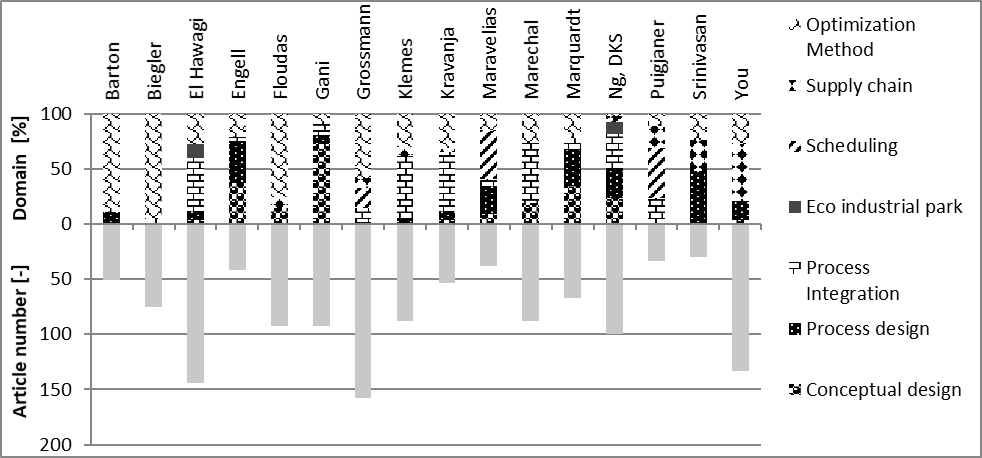 Barton
Biegler
El Hawagi
Engell
Floudas
Gani
Grossmann
Klemes
Kravanja
Maravelias
Marechal
Marquardt
Ng, DKS
Puigjaner
Srinivasan
You
Domain [%]
100
50
0
Article number [-]
50
100
150
200
Optimization
Method
Supply chain
Scheduling
Eco industrial park
Process
Integration
Process design
Conceptual design